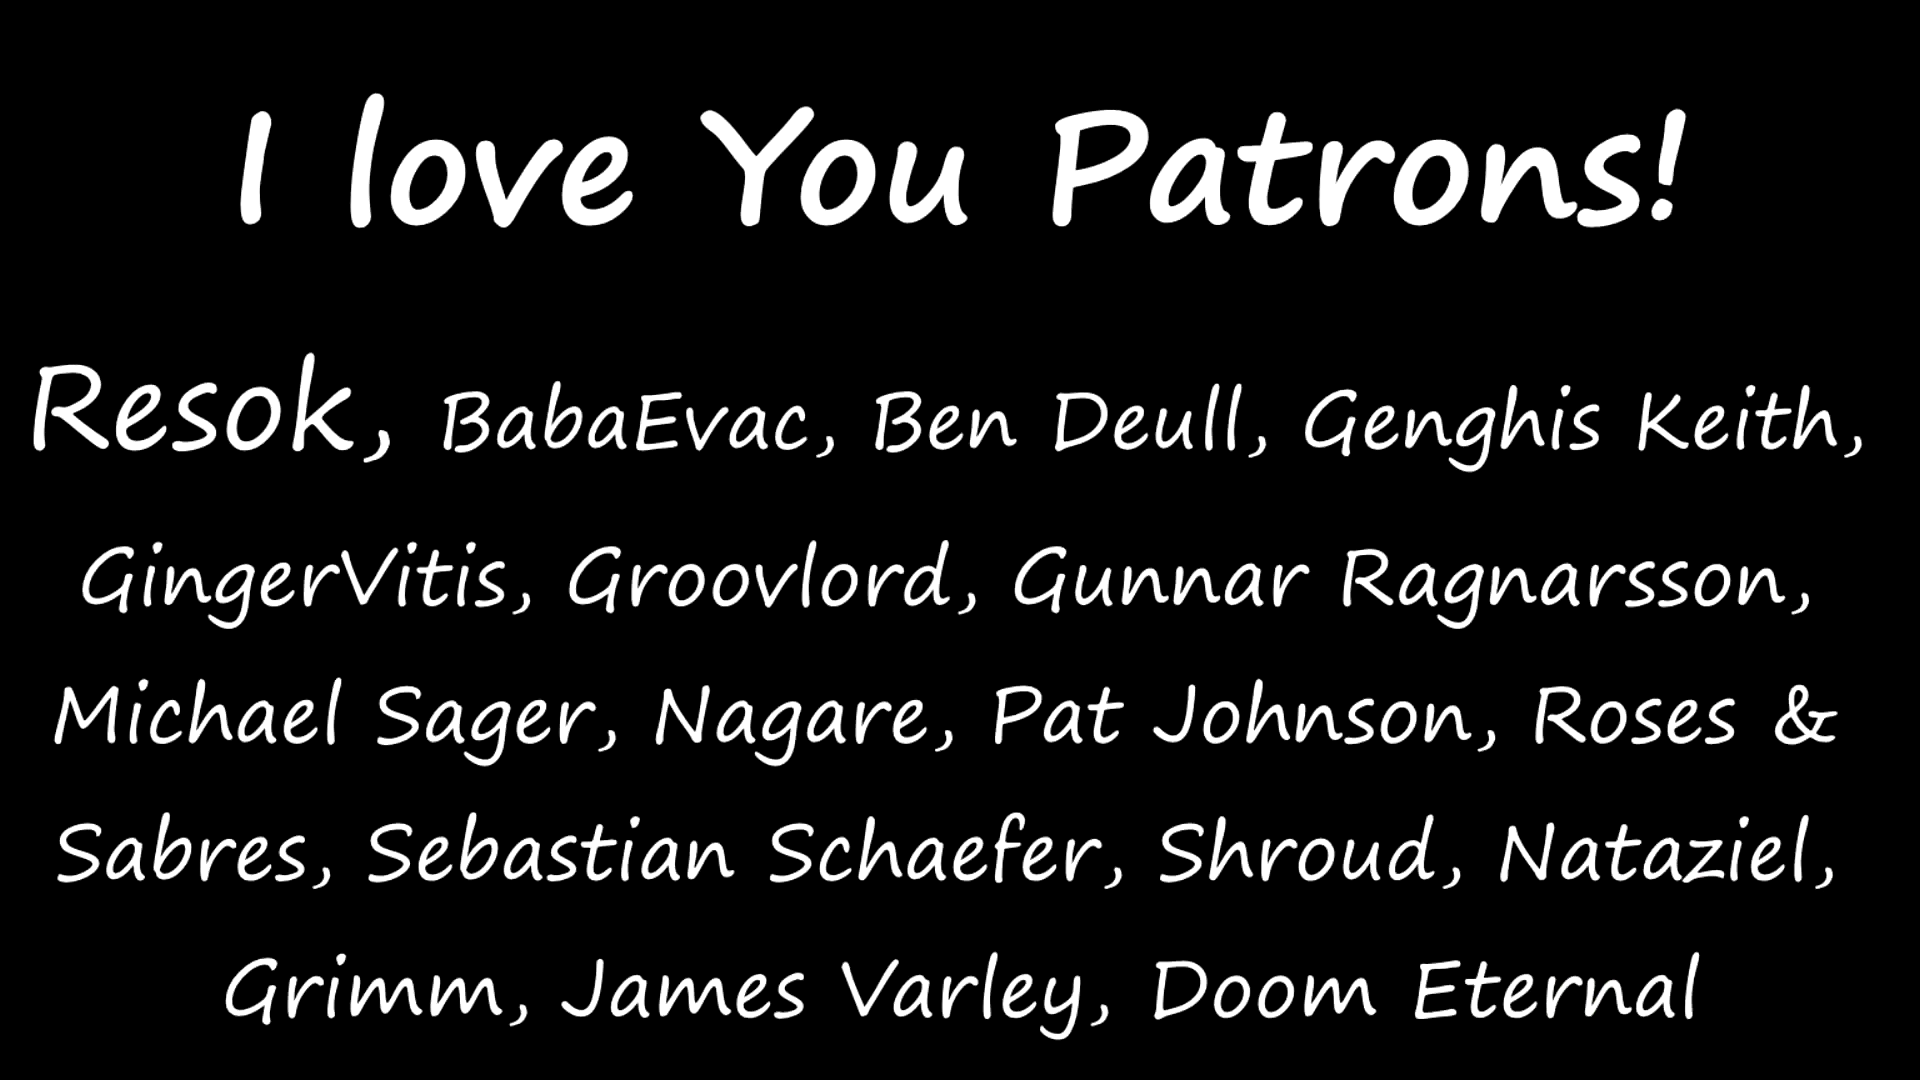 I love You Patrons!
Resok, BabaEvac, Ben Deull, Genghis Keith,
GingerVitis, Groovlord, Gunnar Ragnarsson,
Michael Sager, Nagare, Pat Johnson, Roses &
Sabres, Sebastian Schaefer, Shroud, Nataziel,
Grimm, James Varley, Doom Eternal